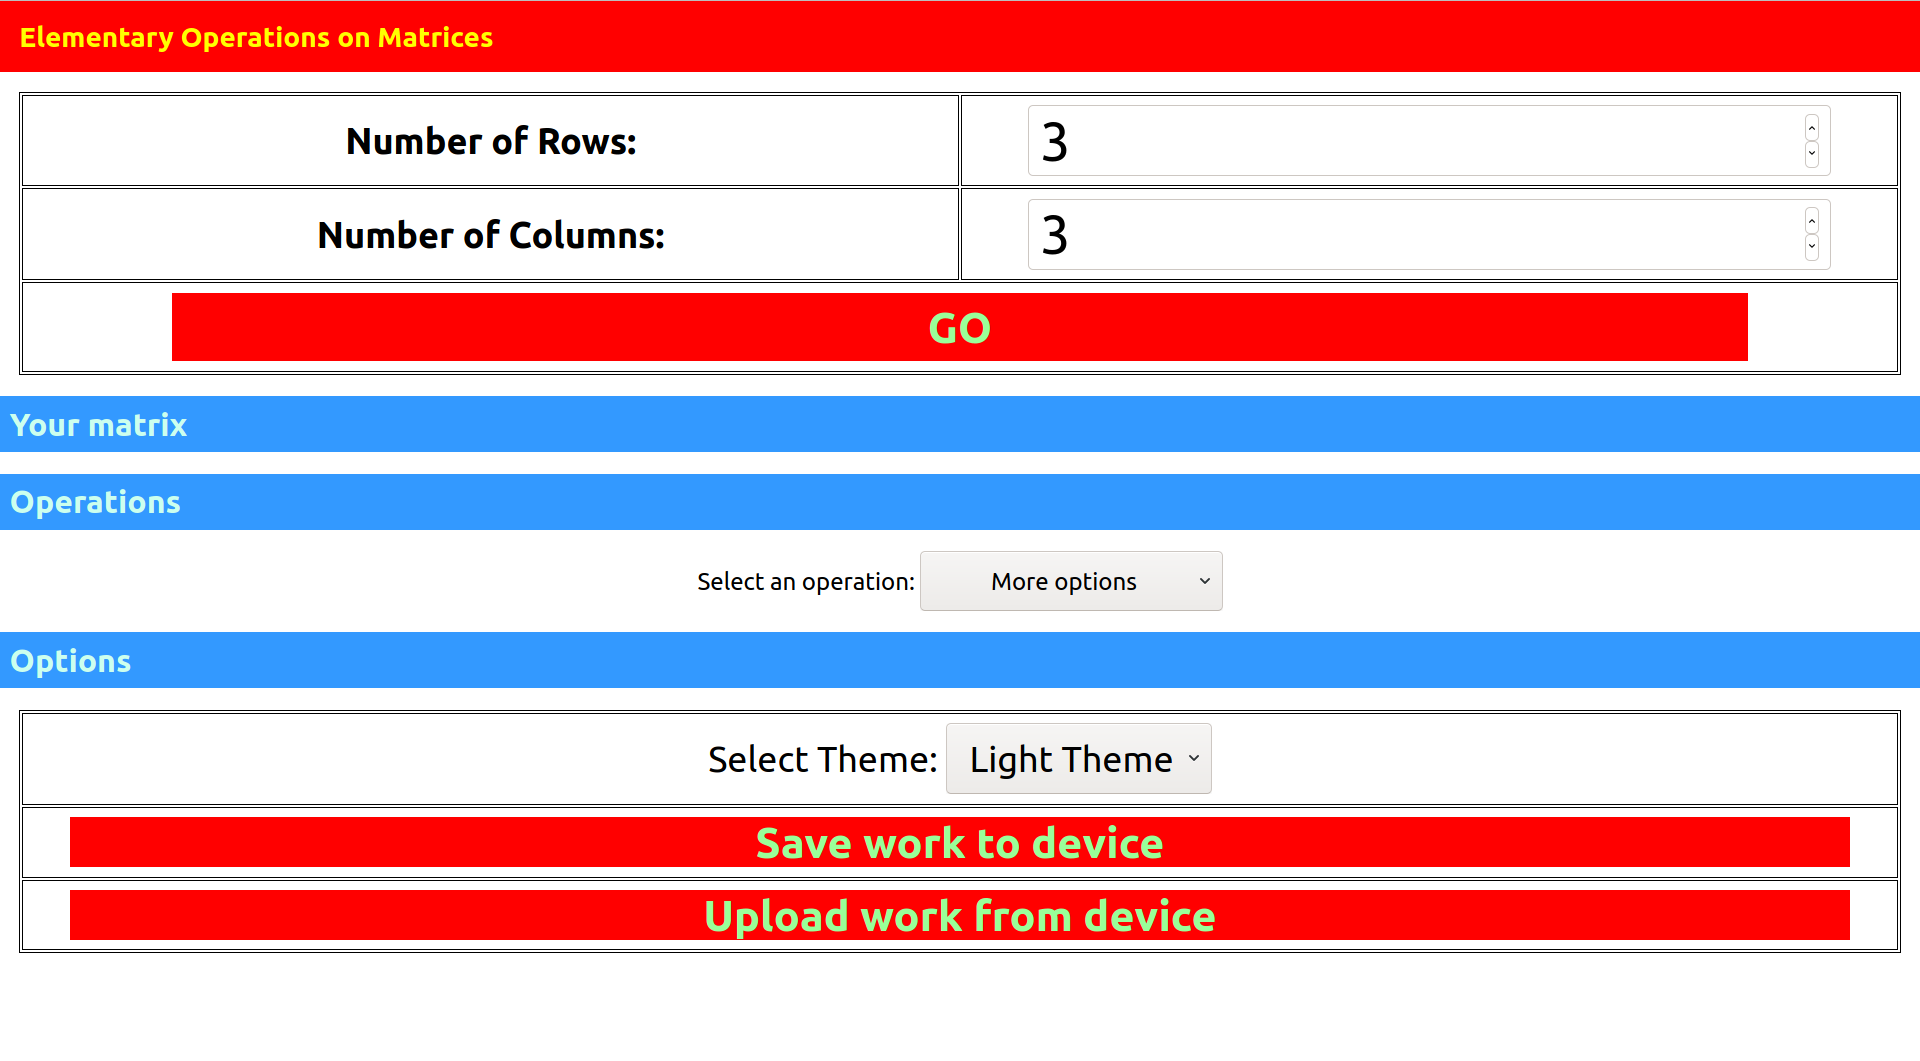 Elementary Operations on Matrices
Number of Rows: 3
Number of Columns: 3
GO
Your matrix
Operations
Select an operation: More options
Options
Select Theme: Light Theme
Save work to device
Upload work from device